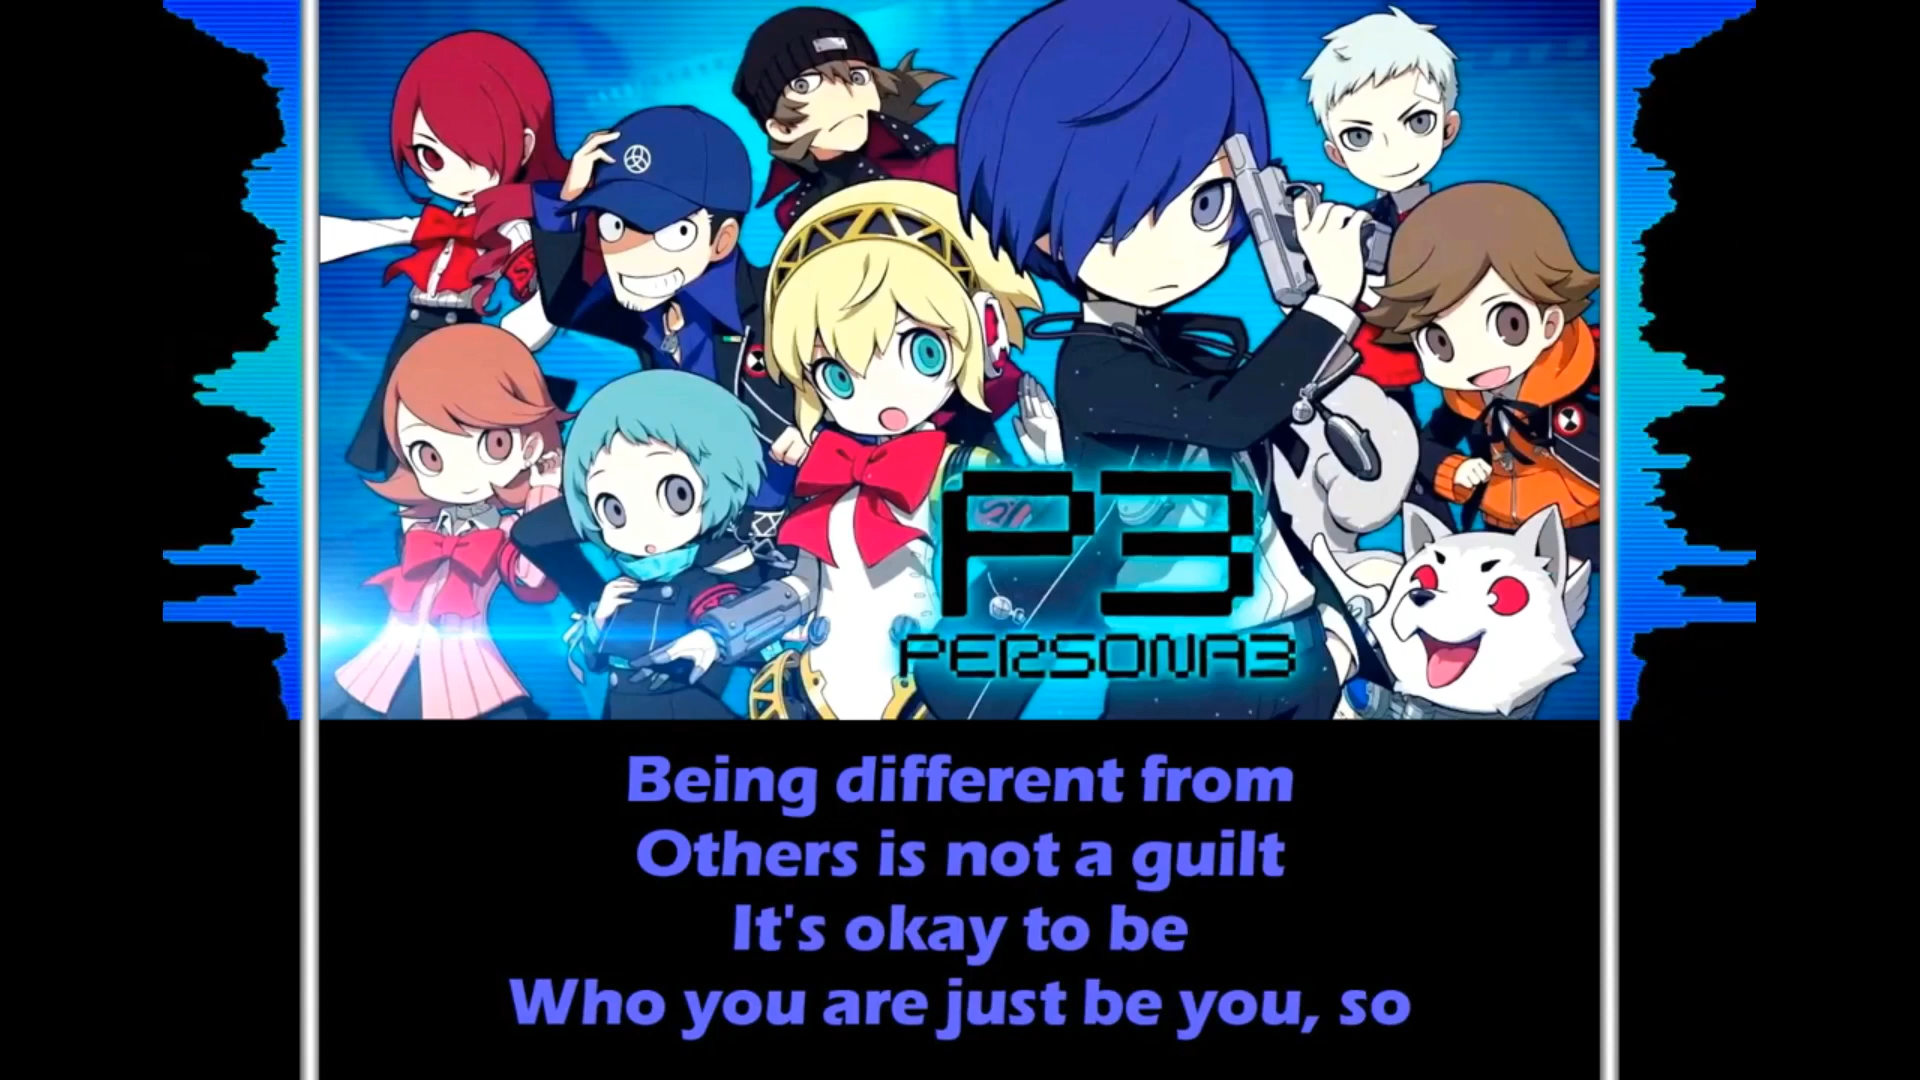 P3
PERSONA3
Being different from
Others is not a guilt
It's okay to be
Who you are just be you, so